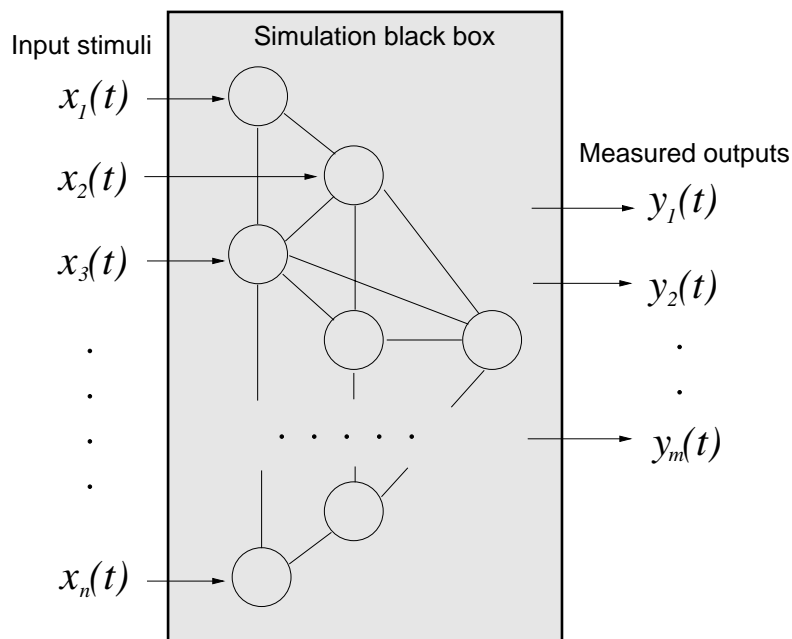 Simulation black box
Input stimuli
x₁(t)
x₂(t)
x₃(t)
.
.
.
.
xₙ(t)
. . . . .
Measured outputs
y₁(t)
y₂(t)
.
.
yₘ(t)